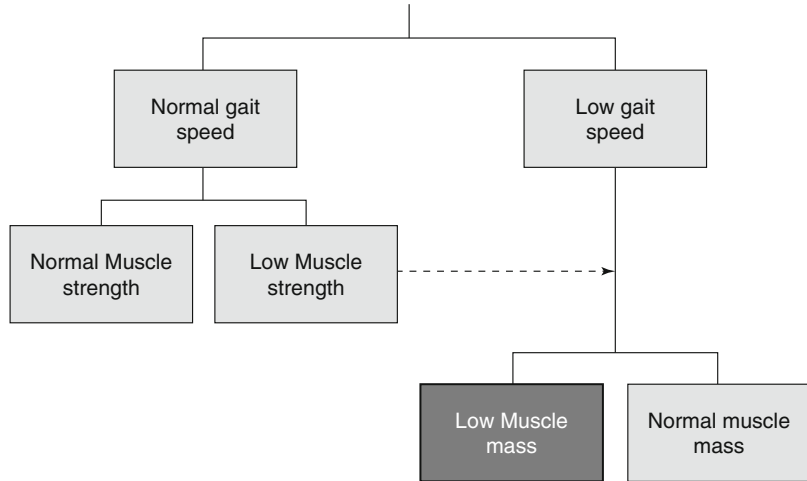 Normal gait
speed
Low gait
speed
Normal Muscle
strength
Low Muscle
strength
Low Muscle
mass
Normal muscle
mass